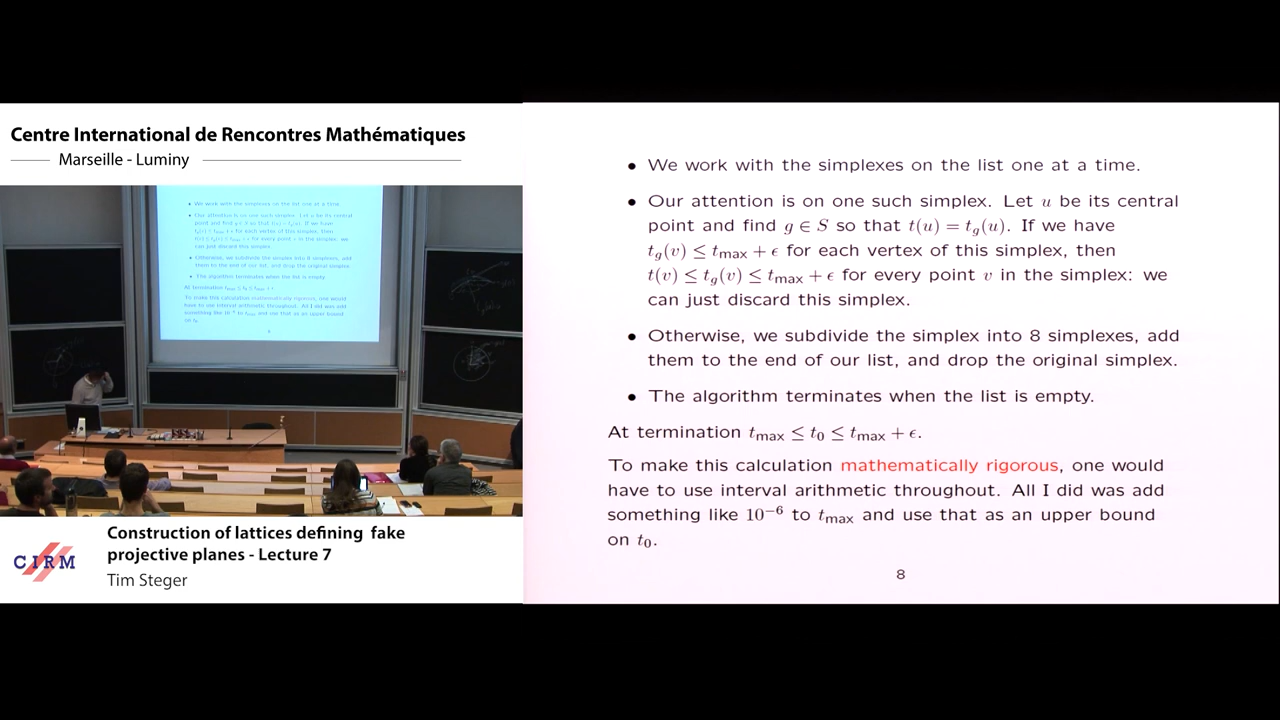 Centre International de Rencontres Mathématiques
Marseille - Luminy
• We work with the simplexes on the list one at a time.
• Our attention is on one such simplex. Let u be its central
point and find g ∈ S so that t(u) = t_g(u). If we have
t_g(v) ≤ t_max + ϵ for each vertex of this simplex, then
t(v) ≤ t_g(v) ≤ t_max + ϵ for every point v in the simplex: we
can just discard this simplex.
• Otherwise, we subdivide the simplex into 8 simplexes, add
them to the end of our list, and drop the original simplex.
• The algorithm terminates when the list is empty.
At termination t_max ≤ t_0 ≤ t_max + ϵ.
To make this calculation mathematically rigorous, one would
have to use interval arithmetic throughout. All I did was add
something like 10⁻⁶ to t_max and use that as an upper bound
on t_0.
8
CIRM
Construction of lattices defining fake
projective planes - Lecture 7
Tim Steger